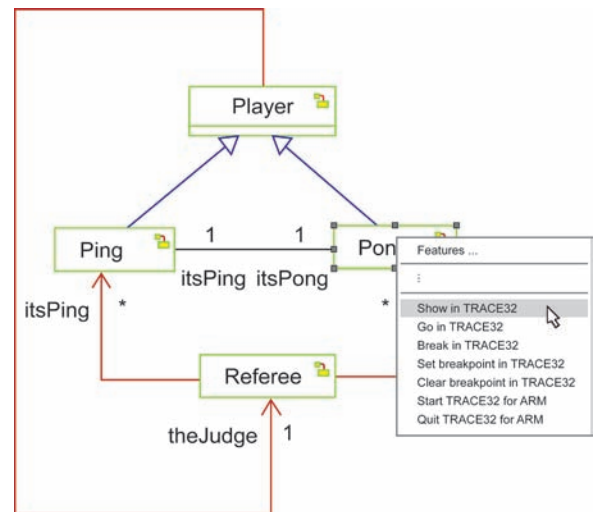 Player
Ping
1
1
Pon
itsPing
itsPong
itsPing
*
*
Features ...
⋮
Show in TRACE32
Go in TRACE32
Break in TRACE32
Set breakpoint in TRACE32
Clear breakpoint in TRACE32
Start TRACE32 for ARM
Quit TRACE32 for ARM
Referee
theJudge
1